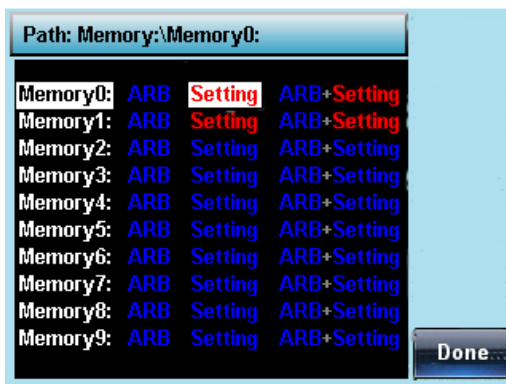 Path: Memory:\Memory0:
Memory0: ARB Setting ARB+Setting
Memory1: ARB Setting ARB+Setting
Memory2: ARB Setting ARB+Setting
Memory3: ARB Setting ARB+Setting
Memory4: ARB Setting ARB+Setting
Memory5: ARB Setting ARB+Setting
Memory6: ARB Setting ARB+Setting
Memory7: ARB Setting ARB+Setting
Memory8: ARB Setting ARB+Setting
Memory9: ARB Setting ARB+Setting
Done